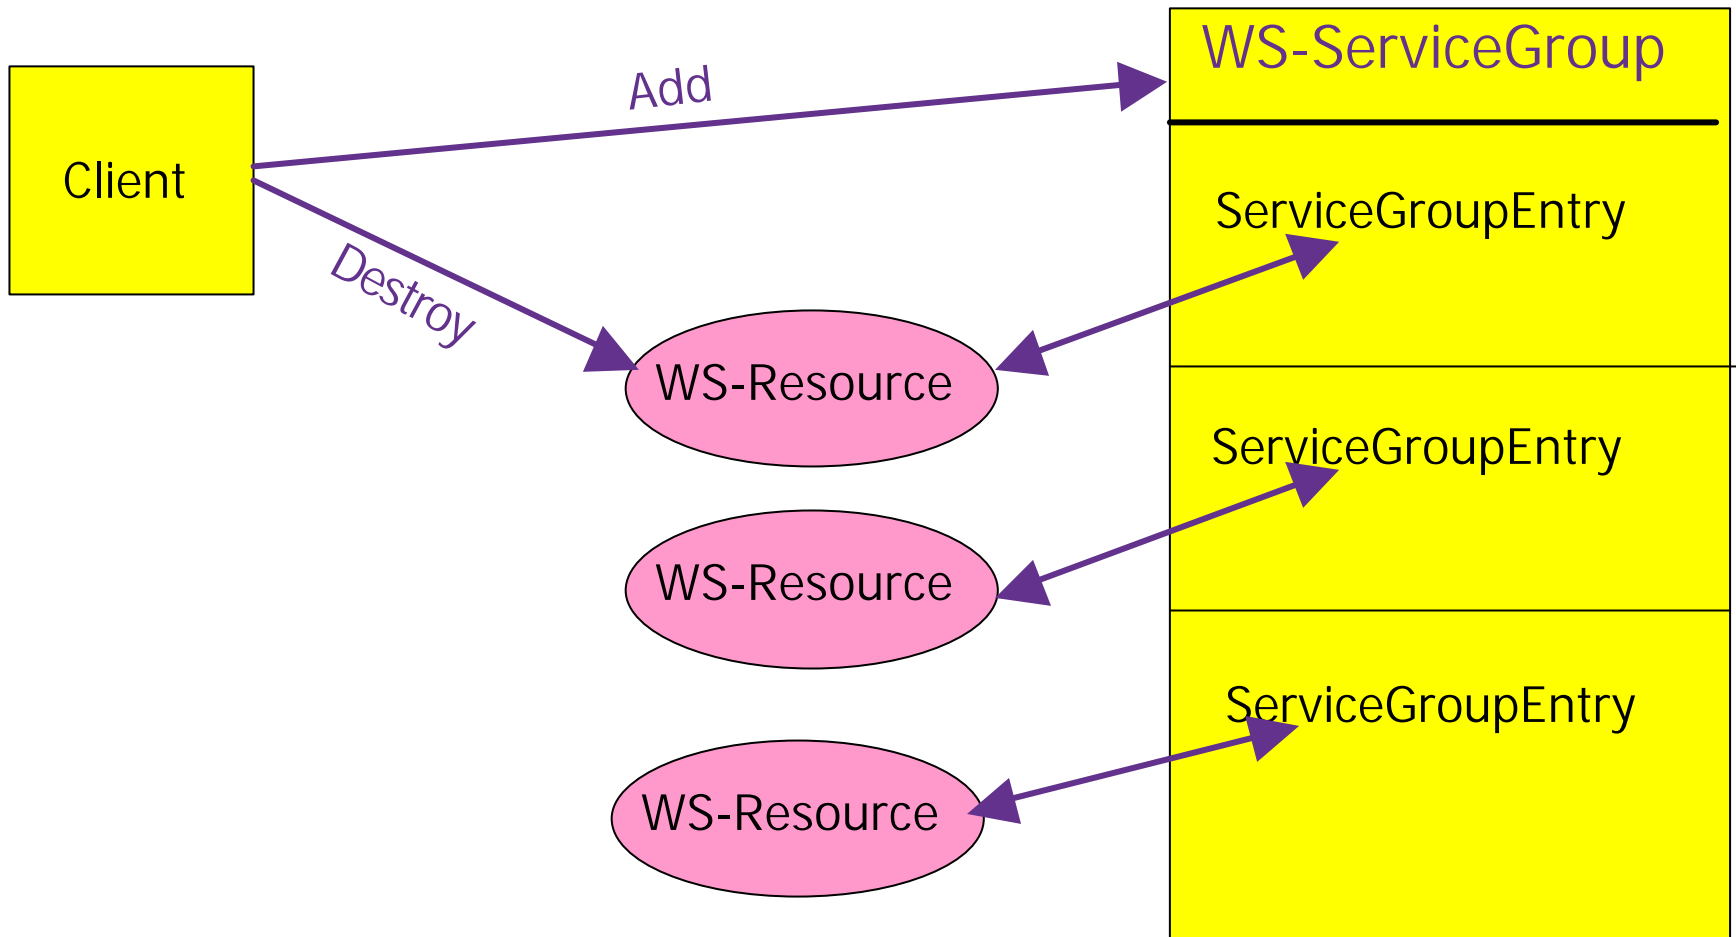 WS-ServiceGroup
Add
Client
ServiceGroupEntry
Destroy
WS-Resource
ServiceGroupEntry
WS-Resource
ServiceGroupEntry
WS-Resource